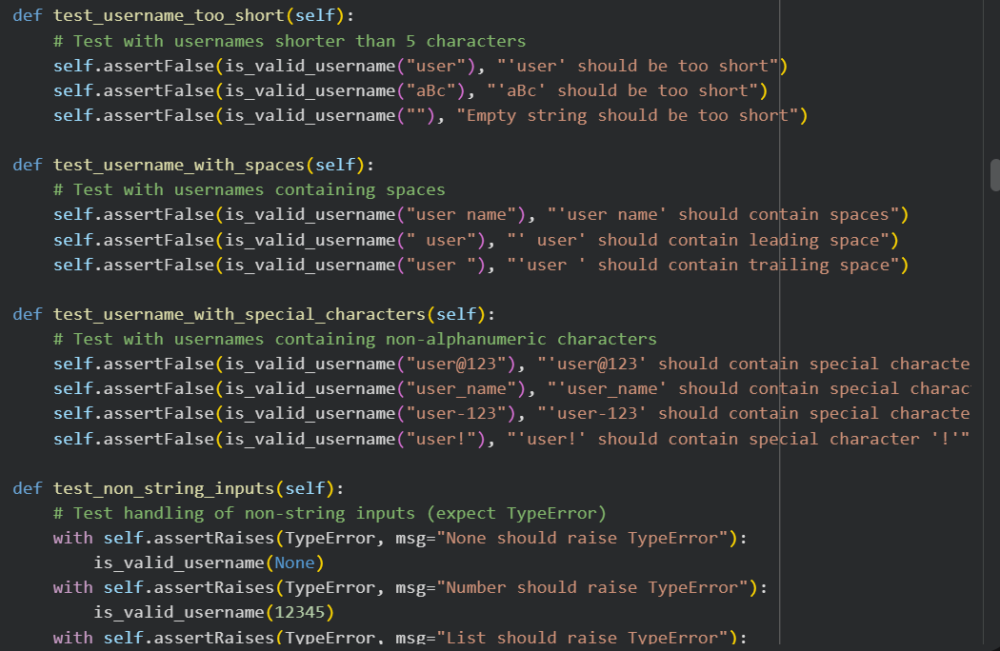 def test_username_too_short(self):
    # Test with usernames shorter than 5 characters
    self.assertFalse(is_valid_username("user"), "'user' should be too short")
    self.assertFalse(is_valid_username("aBc"), "'aBc' should be too short")
    self.assertFalse(is_valid_username(""), "Empty string should be too short")

def test_username_with_spaces(self):
    # Test with usernames containing spaces
    self.assertFalse(is_valid_username("user name"), "'user name' should contain spaces")
    self.assertFalse(is_valid_username(" user"), "' user' should contain leading space")
    self.assertFalse(is_valid_username("user "), "'user ' should contain trailing space")

def test_username_with_special_characters(self):
    # Test with usernames containing non-alphanumeric characters
    self.assertFalse(is_valid_username("user@123"), "'user@123' should contain special characte
    self.assertFalse(is_valid_username("user_name"), "'user_name' should contain special charac
    self.assertFalse(is_valid_username("user-123"), "'user-123' should contain special characte
    self.assertFalse(is_valid_username("user!"), "'user!' should contain special character '!'"

def test_non_string_inputs(self):
    # Test handling of non-string inputs (expect TypeError)
    with self.assertRaises(TypeError, msg="None should raise TypeError"):
        is_valid_username(None)
    with self.assertRaises(TypeError, msg="Number should raise TypeError"):
        is_valid_username(12345)
    with self.assertRaises(TypeError, msg="List should raise TypeError"):